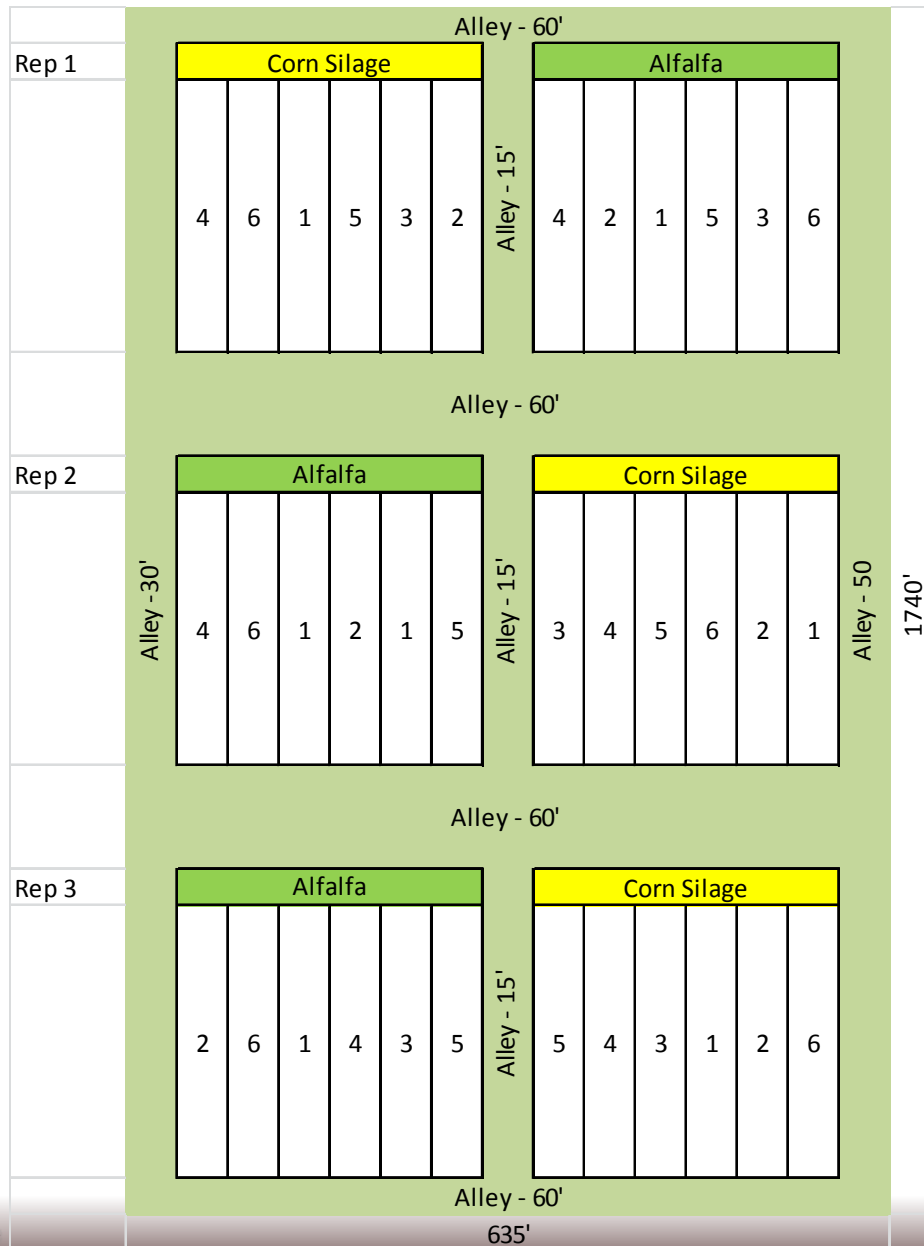 Alley - 60'
Rep 1
Corn Silage
Alfalfa
4 6 1 5 3 2
Alley - 15'
4 2 1 5 3 6
Alley - 60'
Rep 2
Alfalfa
Corn Silage
Alley - 30'
4 6 1 2 1 5
Alley - 15'
3 4 5 6 2 1
Alley - 50
1740'
Alley - 60'
Rep 3
Alfalfa
Corn Silage
2 6 1 4 3 5
Alley - 15'
5 4 3 1 2 6
Alley - 60'
635'